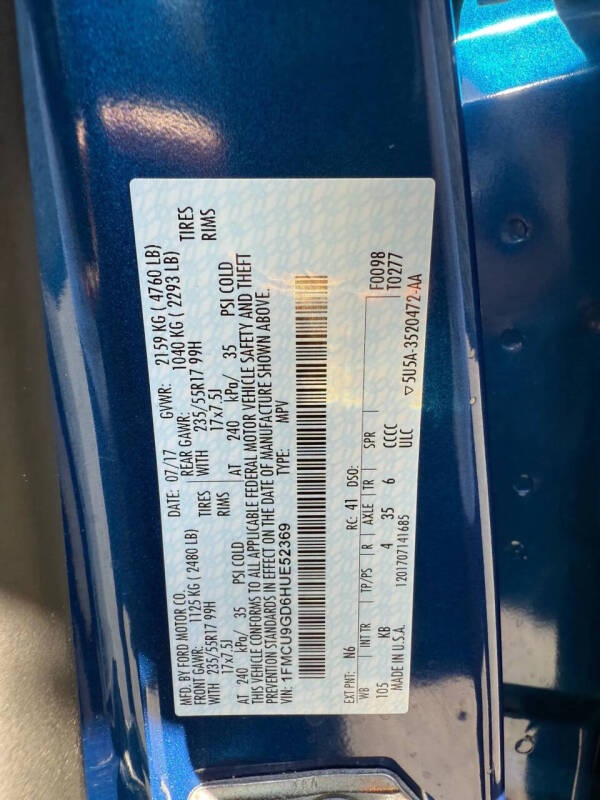 MFD. BY FORD MOTOR CO. DATE: 07/17 GVWR: 2159 KG ( 4760 LB)
FRONT GAWR: 1125 KG ( 2480 LB) REAR GAWR: 1040 KG ( 2293 LB)
WITH 235/55R17 99H TIRES WITH 235/55R17 99H TIRES
17x7.5J RIMS 17x7.5J RIMS
AT 240 kPa/ 35 PSI COLD AT 240 kPa/ 35 PSI COLD
THIS VEHICLE CONFORMS TO ALL APPLICABLE FEDERAL MOTOR VEHICLE SAFETY AND THEFT
PREVENTION STANDARDS IN EFFECT ON THE DATE OF MANUFACTURE SHOWN ABOVE.
VIN: 1FMCU9GD6HUE52369 TYPE: MPV
EXT PNT: N6 RC: 41 DSO: F0098
WB INT TR TP/PS R AXLE TR SPR T0277
105 KB 4 35 6 CCCC
MADE IN U.S.A. 1201707141685 ULC
▽5U5A-3520472-AA